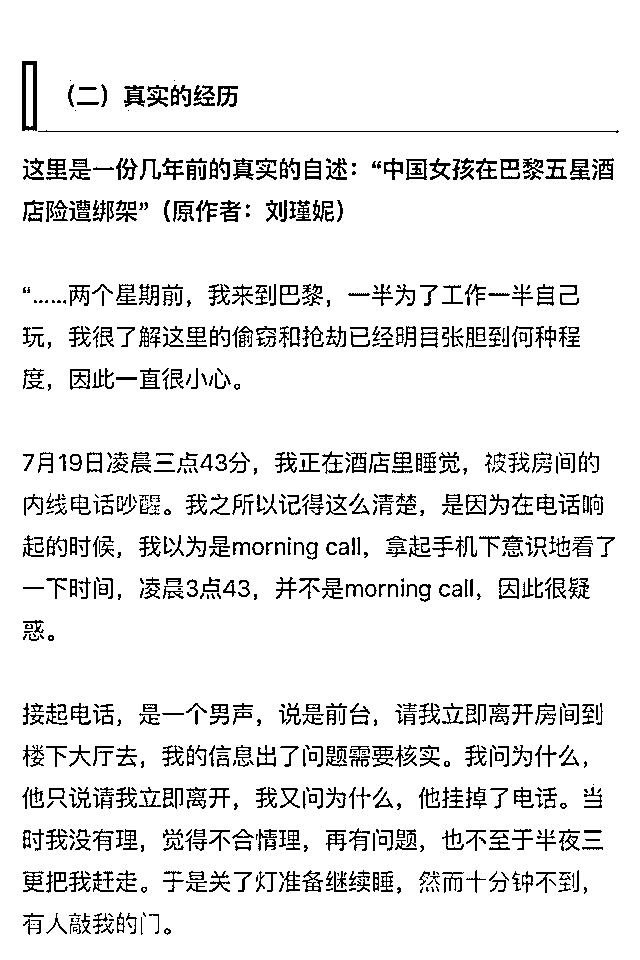 （二）真实的经历
这里是一份几年前的真实的自述：“中国女孩在巴黎五星酒
店险遭绑架”（原作者：刘瑾妮）
“......两个星期前，我来到巴黎，一半为了工作一半自己
玩，我很了解这里的偷窃和抢劫已经明目张胆到何种程
度，因此一直很小心。
7月19日凌晨三点43分，我正在酒店里睡觉，被我房间的
内线电话吵醒。我之所以记得这么清楚，是因为在电话响
起的时候，我以为是morning call，拿起手机下意识地看了
一下时间，凌晨3点43，并不是morning call，因此很疑
惑。
接起电话，是一个男声，说是前台，请我立即离开房间到
楼下大厅去，我的信息出了问题需要核实。我问为什么，
他只说请我立即离开，我又问为什么，他挂掉了电话。当
时我没有理，觉得不合情理，再有问题，也不至于半夜三
更把我赶走。于是关了灯准备继续睡，然而十分钟不到，
有人敲我的门。